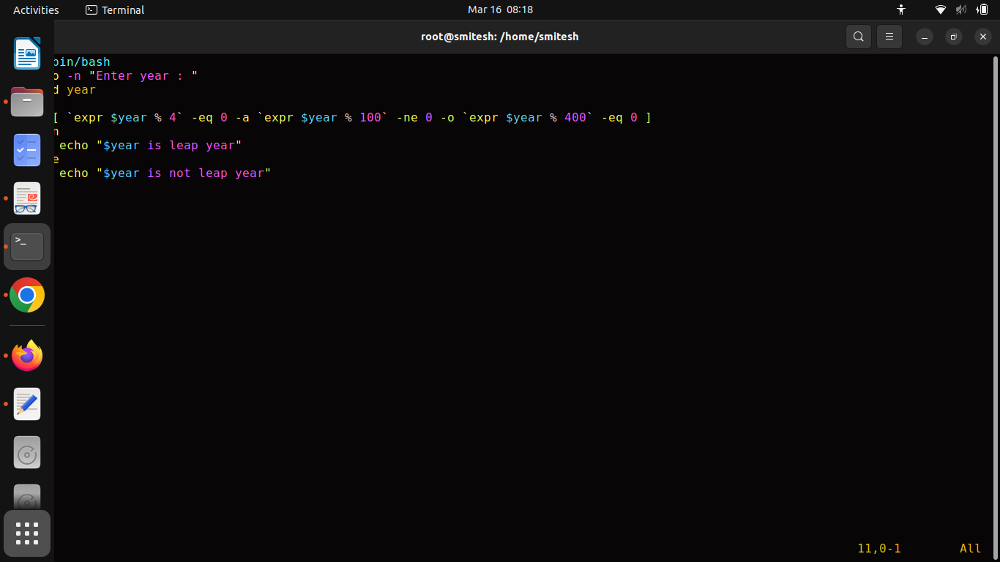 Activities Terminal Mar 16 08:18
root@smitesh: /home/smitesh
bin/bash
o -n "Enter year : "
d year
[ `expr $year % 4` -eq 0 -a `expr $year % 100` -ne 0 -o `expr $year % 400` -eq 0 ]
n
echo "$year is leap year"
e
echo "$year is not leap year"
>_
11,0-1 All